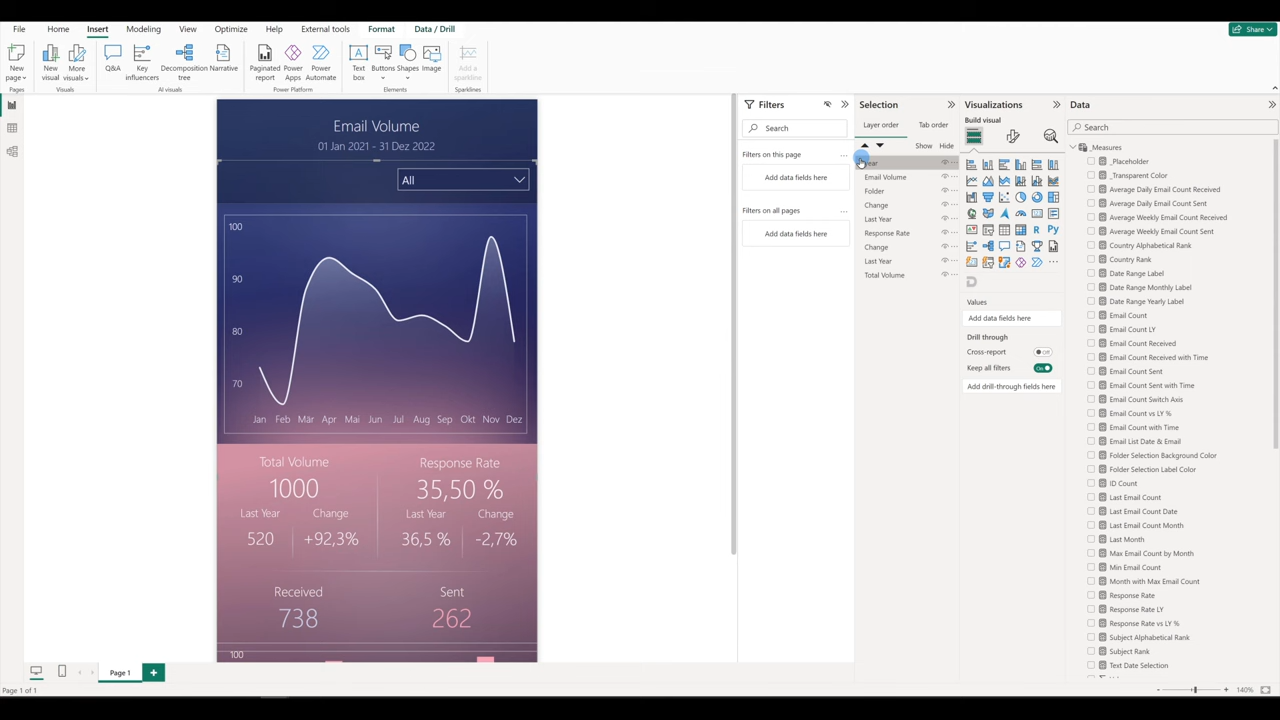 File Home Insert Modeling View Optimize Help External tools Format Data / Drill
Share
New page
New visual
More visuals
Q&A
Key influencers
Decomposition tree
Narrative
Paginated report
Power Apps
Power Automate
Text box
Buttons
Shapes
Image
Add a sparkline
Pages
Visuals
AI visuals
Power Platform
Elements
Sparklines
Email Volume
01 Jan 2021 - 31 Dez 2022
All
100
90
80
70
Jan Feb Mär Apr Mai Jun Jul Aug Sep Okt Nov Dez
Total Volume
1000
Last Year
520
Change
+92,3%
Response Rate
35,50 %
Last Year
36,5 %
Change
-2,7%
Received
738
Sent
262
100
Filters
Search
Filters on this page
Add data fields here
Filters on all pages
Add data fields here
Selection
Layer order
Tab order
Show
Hide
Email Volume
Folder
Change
Last Year
Response Rate
Change
Last Year
Total Volume
Visualizations
Build visual
R
Py
Values
Add data fields here
Drill through
Cross-report
Off
Keep all filters
On
Add drill-through fields here
Data
Search
_Measures
_Placeholder
_Transparent Color
Average Daily Email Count Received
Average Daily Email Count Sent
Average Weekly Email Count Received
Average Weekly Email Count Sent
Country Alphabetical Rank
Country Rank
Date Range Label
Date Range Monthly Label
Date Range Yearly Label
Email Count
Email Count LY
Email Count Received
Email Count Received with Time
Email Count Sent
Email Count Sent with Time
Email Count Switch Axis
Email Count vs LY %
Email Count with Time
Email List Date & Email
Folder Selection Background Color
Folder Selection Label Color
ID Count
Last Email Count
Last Email Count Date
Last Email Count Month
Last Month
Max Email Count by Month
Min Email Count
Month with Max Email Count
Response Rate
Response Rate LY
Response Rate vs LY %
Subject Alphabetical Rank
Subject Rank
Text Date Selection
Page 1
Page 1 of 1
140%